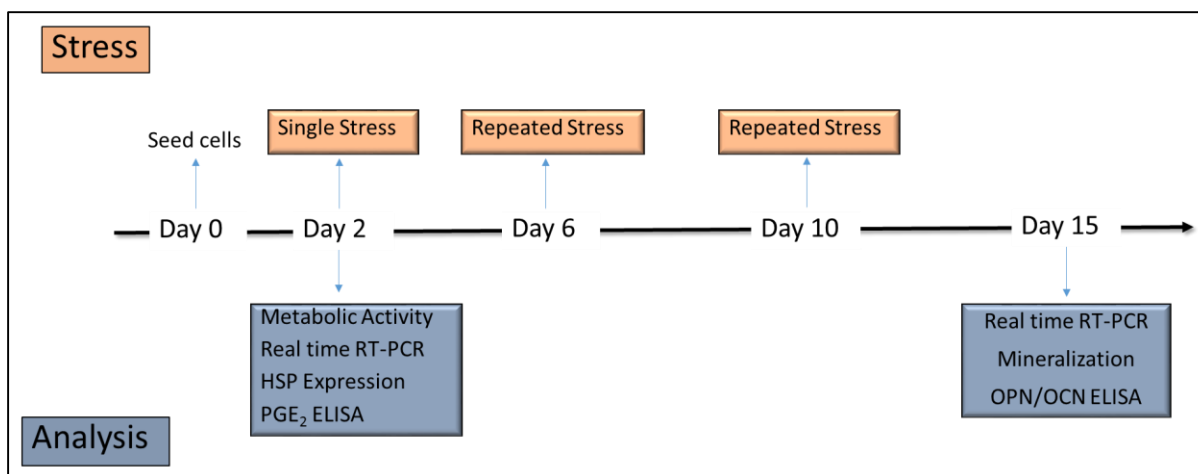 Stress
Seed cells
Single Stress
Repeated Stress
Repeated Stress
Day 0
Day 2
Day 6
Day 10
Day 15
Metabolic Activity
Real time RT-PCR
HSP Expression
PGE₂ ELISA
Real time RT-PCR
Mineralization
OPN/OCN ELISA
Analysis